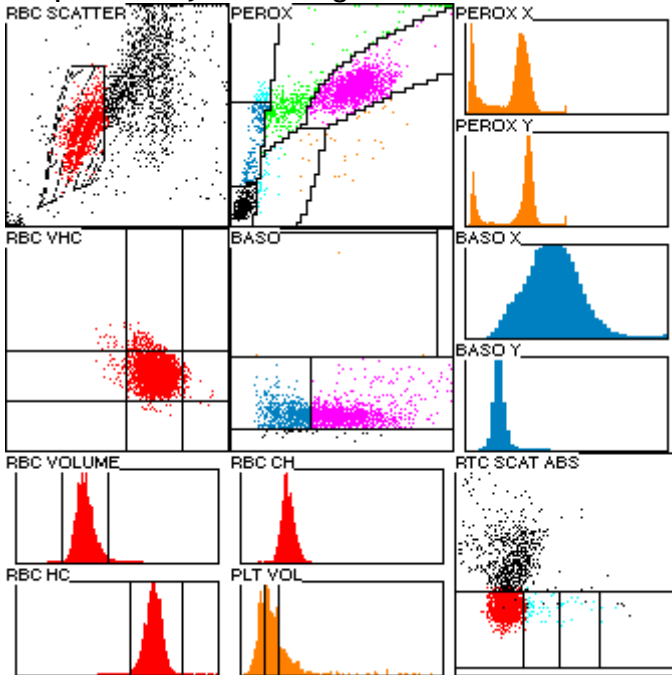 RBC SCATTER
PEROX
PEROX X
PEROX Y
RBC VHC
BASO
BASO X
BASO Y
RBC VOLUME
RBC CH
RTC SCAT ABS
RBC HC
PLT VOL